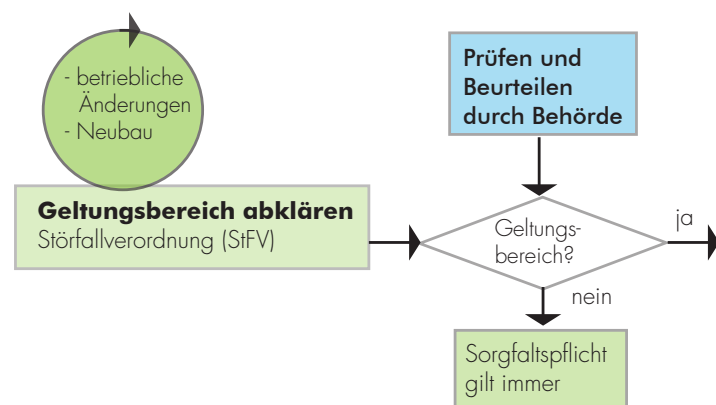 - betriebliche
Änderungen
- Neubau
Geltungsbereich abklären
Störfallverordnung (StFV)
Prüfen und
Beurteilen
durch Behörde
Geltungs-
bereich?
ja
nein
Sorgfaltspflicht
gilt immer